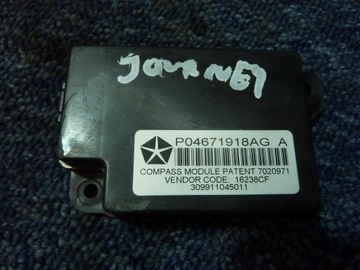 JOURNEY
P04671918AG A
COMPASS MODULE PATENT 7020971
VENDOR CODE: 16238CF
309911045011